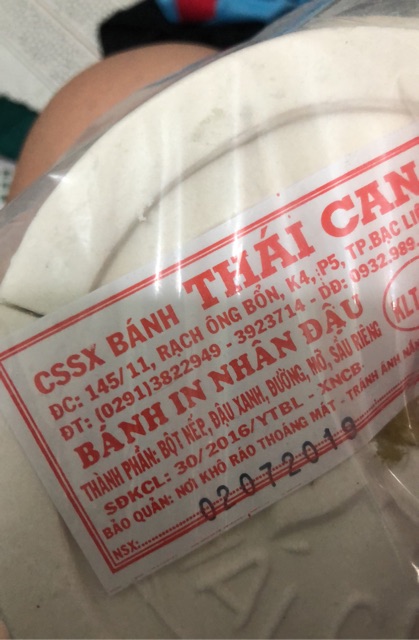 CSSX BÁNH THÁI CAN
ĐC: 145/11, RẠCH ÔNG BỔN, K4, P5, TP.BẠC
ĐT: (0291)3822949 - 3923714 - DĐ: 0932.989.
BÁNH IN NHÂN ĐẬU
THÀNH PHẦN: BỘT NẾP, ĐẬU XANH, ĐƯỜNG, MỠ, SẦU RIÊNG
SĐKCL: 30/2016/YTBL - XNCB.
BẢO QUẢN: NƠI KHÔ RÁO THOÁNG MÁT - TRÁNH ÁNH
NSX:............ 02072019